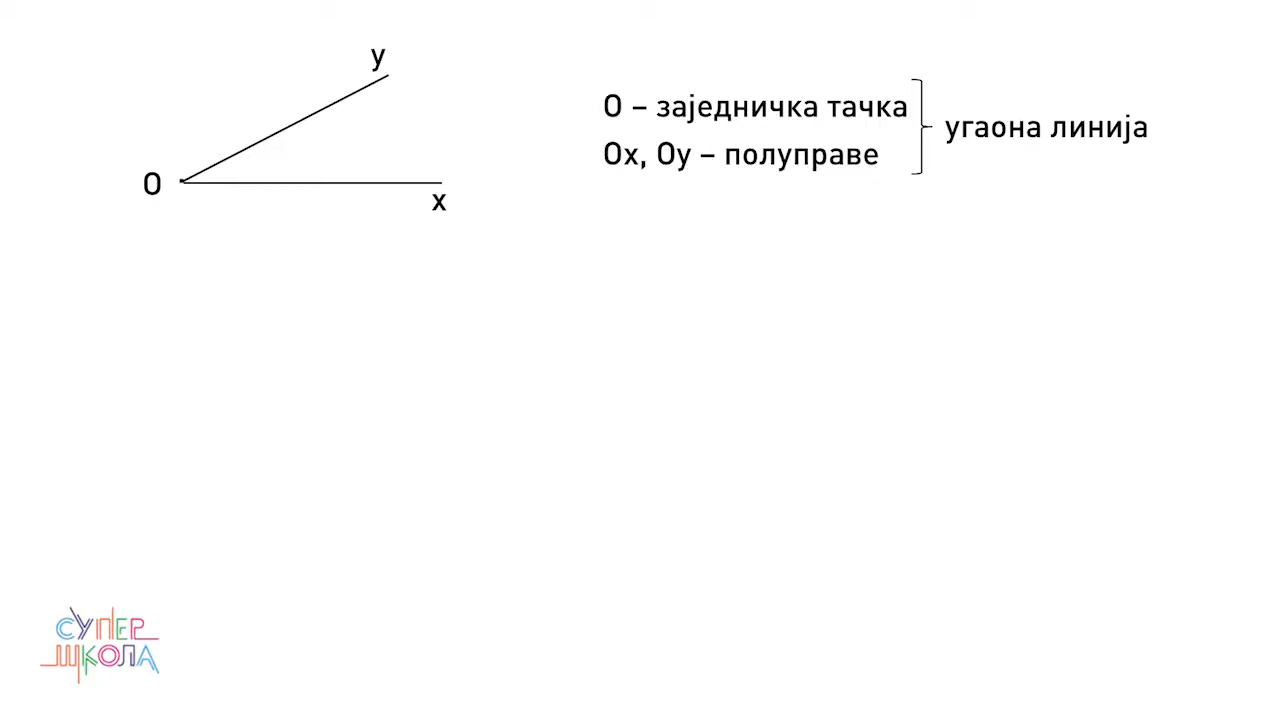 y
O
x
O – заједничка тачка
Ox, Oy – полуправе
угаона линија
СУПЕР
ШКОЛА